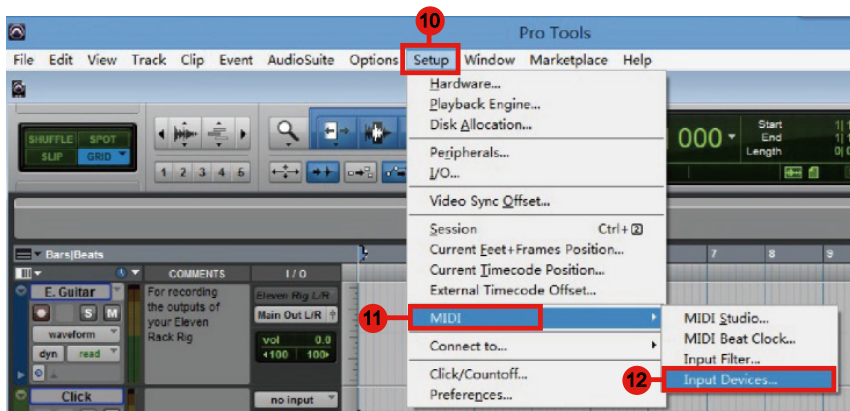 10
Pro Tools
File Edit View Track Clip Event AudioSuite Options Setup Window Marketplace Help
Hardware...
Playback Engine...
Disk Allocation...
Peripherals...
I/O...
Video Sync Offset...
Session Ctrl+2
Current Feet+Frames Position...
Current Timecode Position...
External Timecode Offset...
11 MIDI
Connect to...
Click/Countoff...
Preferences...
MIDI Studio...
MIDI Beat Clock...
Input Filter...
12 Input Devices...
SHUFFLE SPOT
SLIP GRID
1 2 3 4 5
000
Start
End
Length
Bars|Beats
7 8 9
COMMENTS I / O
E. Guitar
S M
waveform
dyn read
For recording
the outputs of
your Eleven
Rack Rig
Eleven Rig L/R
Main Out L/R
vol 0.0
100 100
Click
no input